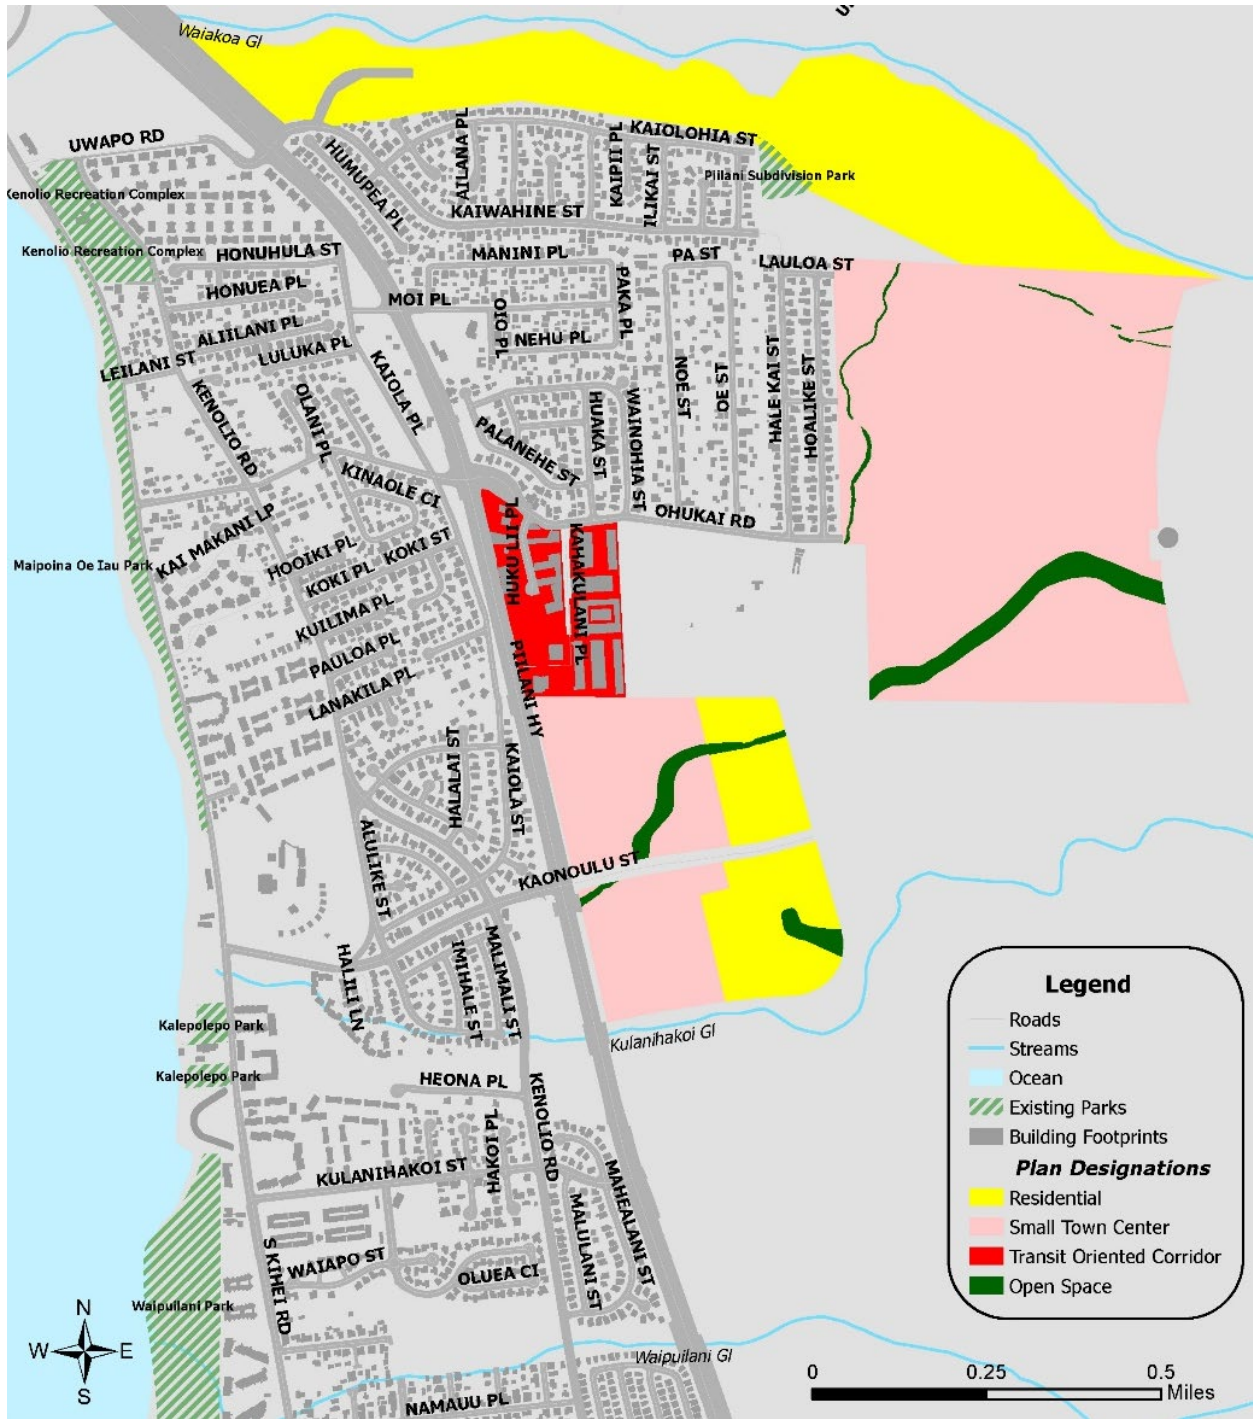 Waiakoa Gl
UWAPO RD
AILANA PL
KAIOLOHIA ST
HUMUPEA PL
KAIPII PL
ILIKAI ST
Piilani Subdivision Park
Kenolio Recreation Complex
KAIWAHINE ST
Kenolio Recreation Complex
HONUHULA ST
MANINI PL
PA ST
LAULOA ST
HONUEA PL
MOI PL
OIO PL
PAKA PL
ALIILANI PL
NEHU PL
LULUKA PL
LEILANI ST
KAIOLA PL
NOE ST
OE ST
HALE KAI ST
HOALIKE ST
KENOLIO RD
OLANI PL
HUAKA ST
WAINOHIA ST
PALANEHE ST
KINAOLE CI
OHUKAI RD
KAI MAKANI LP
HUKU LII PL
KAHAKULANI PL
HOOIKI PL
KOKI ST
Maipoina Oe Iau Park
KOKI PL
KUILIMA PL
PAULOA PL
PIILANI HY
LANAKILA PL
HALALAI ST
KAIOLA ST
ALULIKE ST
KAONOULU ST
HALILI LN
IMIHALE ST
MALIMALI ST
Kalepolepo Park
Kulanihakoi Gl
Kalepolepo Park
HEONA PL
KENOLIO RD
HAKOI PL
KULANIHAKOI ST
MAHEALANI ST
MALULANI ST
S KIHEI RD
WAIAPO ST
OLUEA CI
Waipuilani Park
Waipuilani Gl
NAMAUU PL
N
W
E
S
Legend
Roads
Streams
Ocean
Existing Parks
Building Footprints
Plan Designations
Residential
Small Town Center
Transit Oriented Corridor
Open Space
0 0.25 0.5
Miles